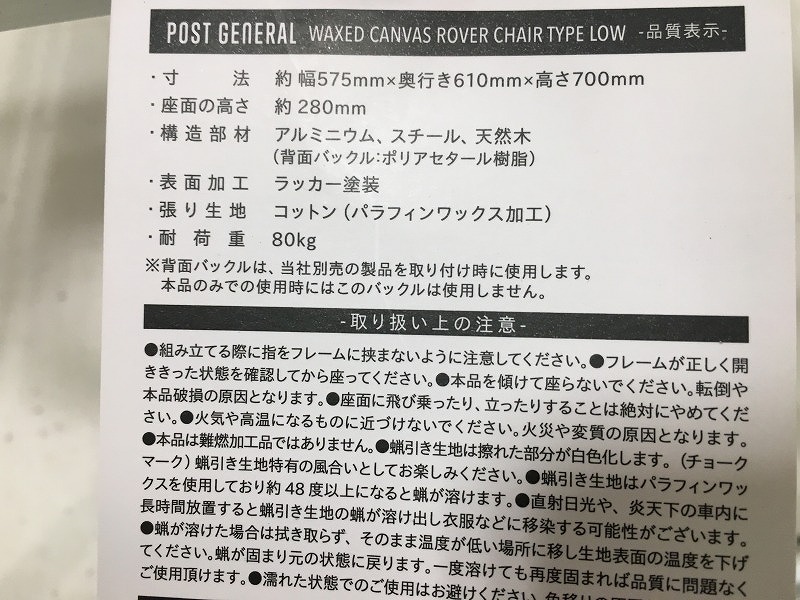 POST GENERAL WAXED CANVAS ROVER CHAIR TYPE LOW -品質表示-
・寸 法 約 幅575mm×奥行き610mm×高さ700mm
・座面の高さ 約 280mm
・構造部材 アルミニウム、スチール、天然木
(背面バックル:ポリアセタール樹脂)
・表面加工 ラッカー塗装
・張り生地 コットン(パラフィンワックス加工)
・耐荷重 80kg
※背面バックルは、当社別売の製品を取り付け時に使用します。
本品のみでの使用時にはこのバックルは使用しません。
-取り扱い上の注意-
●組み立てる際に指をフレームに挟まないように注意してください。●フレームが正しく開
ききった状態を確認してから座ってください。●本品を傾けて座らないでください。転倒や
本品破損の原因となります。●座面に飛び乗ったり、立ったりすることは絶対にやめてくだ
さい。●火気や高温になるものに近づけないでください。火災や変質の原因となります。
●本品は難燃加工品ではありません。●蝋引き生地は擦れた部分が白色化します。(チョーク
マーク)蝋引き生地特有の風合いとしてお楽しみください。●蝋引き生地はパラフィンワッ
クスを使用しており約 48 度以上になると蝋が溶けます。●直射日光や、炎天下の車内に
長時間放置すると蝋引き生地の蝋が溶け出し衣服などに移染する可能性がございます。
●蝋が溶けた場合は拭き取らず、そのまま温度が低い場所に移し生地表面の温度を下げ
てください。蝋が固まり元の状態に戻ります。一度溶けても再度固まれば品質に問題なく
ご使用頂けます。●濡れた状態でのご使用はお避けください。色移りの原